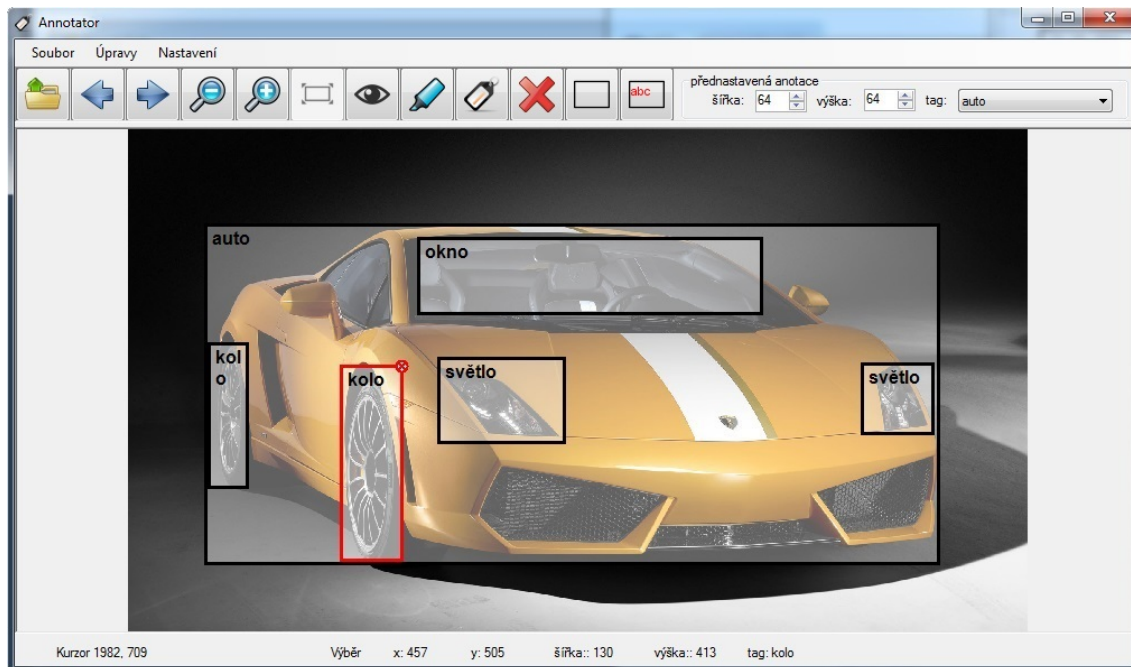 Annotator
Soubor Úpravy Nastavení
abc
přednastavená anotace
šířka: 64 výška: 64 tag: auto
auto
okno
kol
o
kolo
světlo
světlo
Kurzor 1982, 709 Výběr x: 457 y: 505 šířka:: 130 výška:: 413 tag: kolo